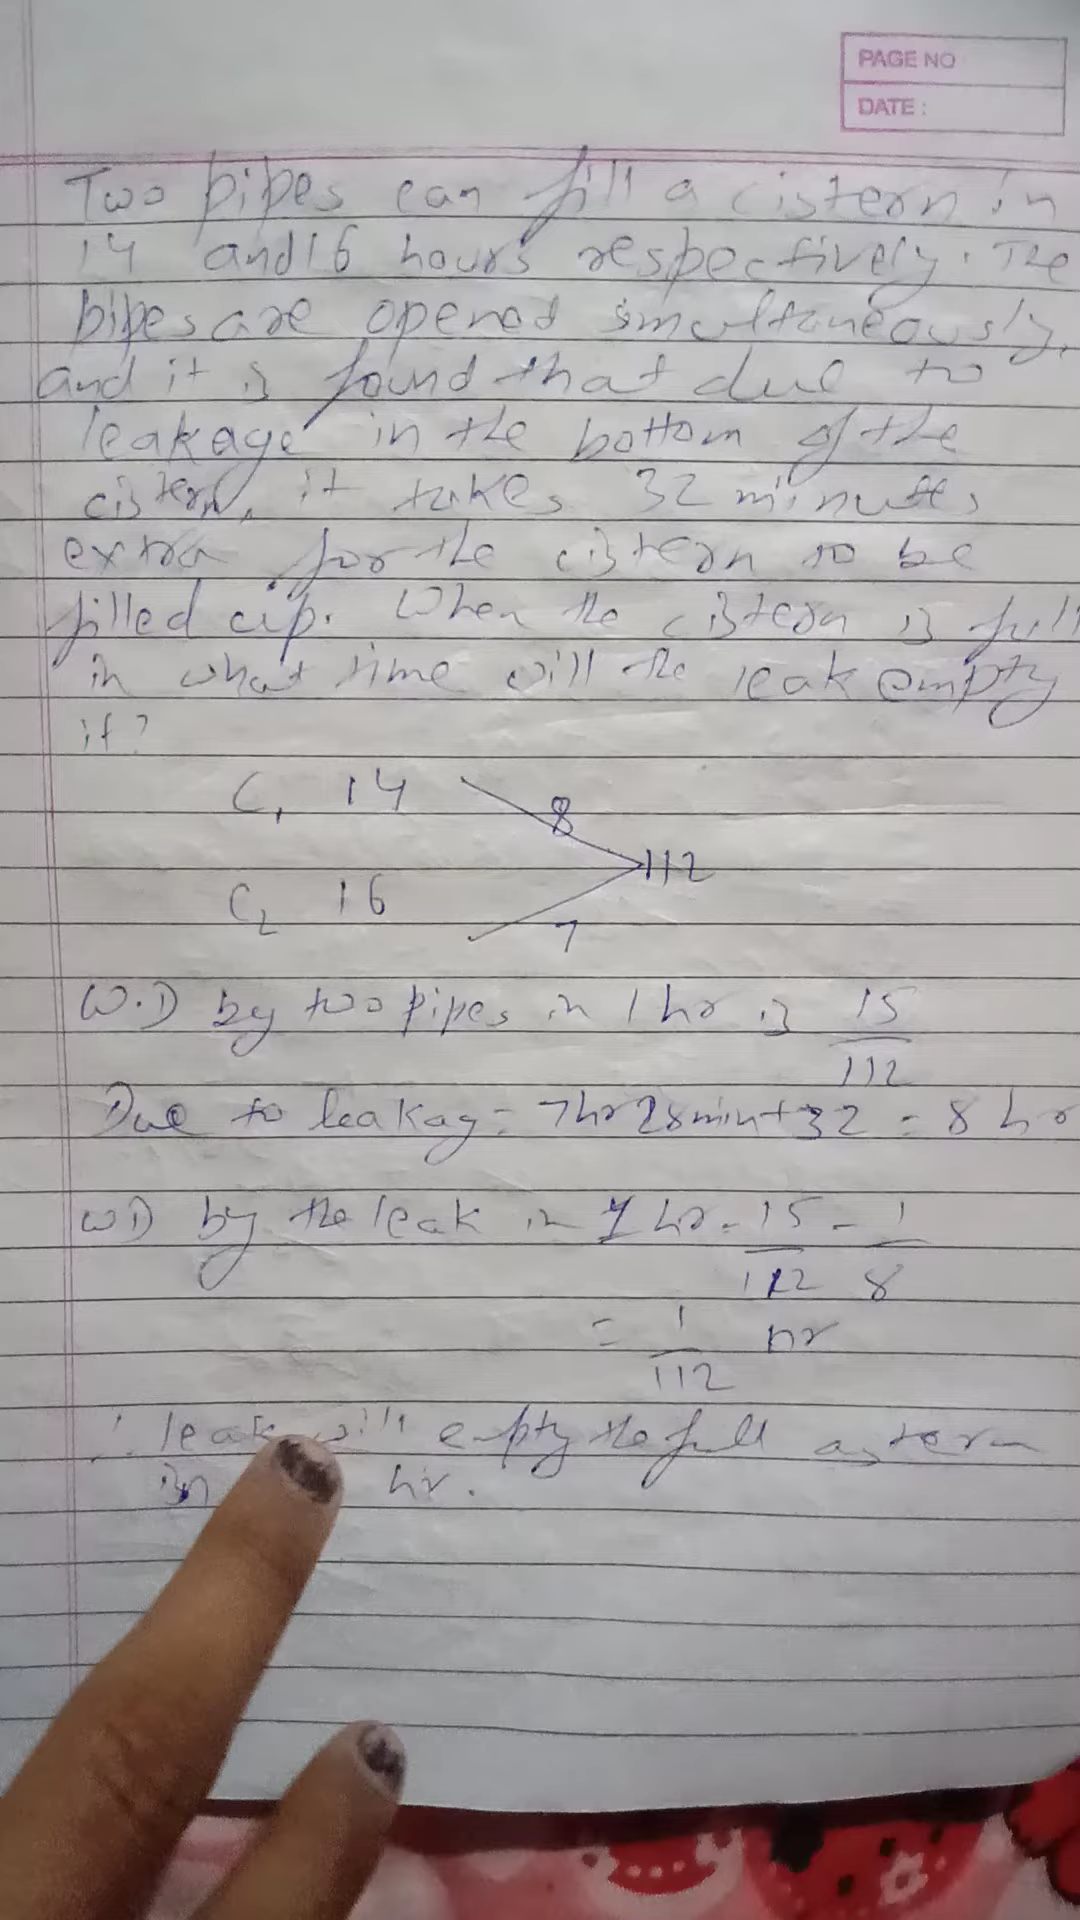 PAGE NO
DATE :
Two pipes can fill a cistern in
14 and 16 hours respectively. The
pipes are opened simultaneously,
and it is found that due to
leakage in the bottom of the
cistern, it takes 32 minutes
extra for the cistern to be
filled up. When the cistern is full
in what time will the leak empty
it?
C1 14
8
112
C2 16
7
W.D by two pipes in 1 hr is 15/112
Due to leakag = 7hr 28min + 32 = 8 hr
WD by the leak in 1 hr = 15/112 - 1/8
= 1/112 hr
∴ leak will empty the full
in hr.